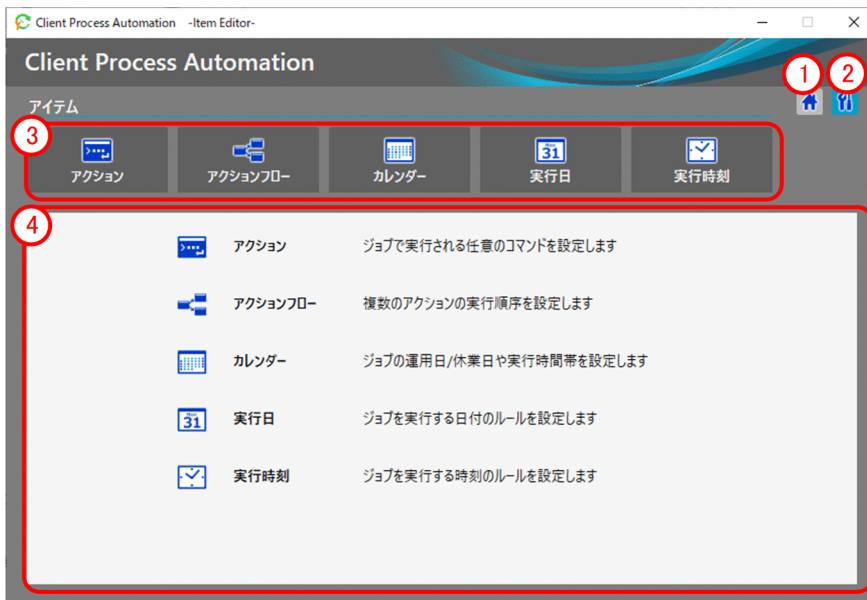 Client Process Automation   -Item Editor-
Client Process Automation
1
2
アイテム
3
アクション
アクションフロー
カレンダー
31
実行日
実行時刻
4
アクション
ジョブで実行される任意のコマンドを設定します
アクションフロー
複数のアクションの実行順序を設定します
カレンダー
ジョブの運用日/休業日や実行時間帯を設定します
31
実行日
ジョブを実行する日付のルールを設定します
実行時刻
ジョブを実行する時刻のルールを設定します